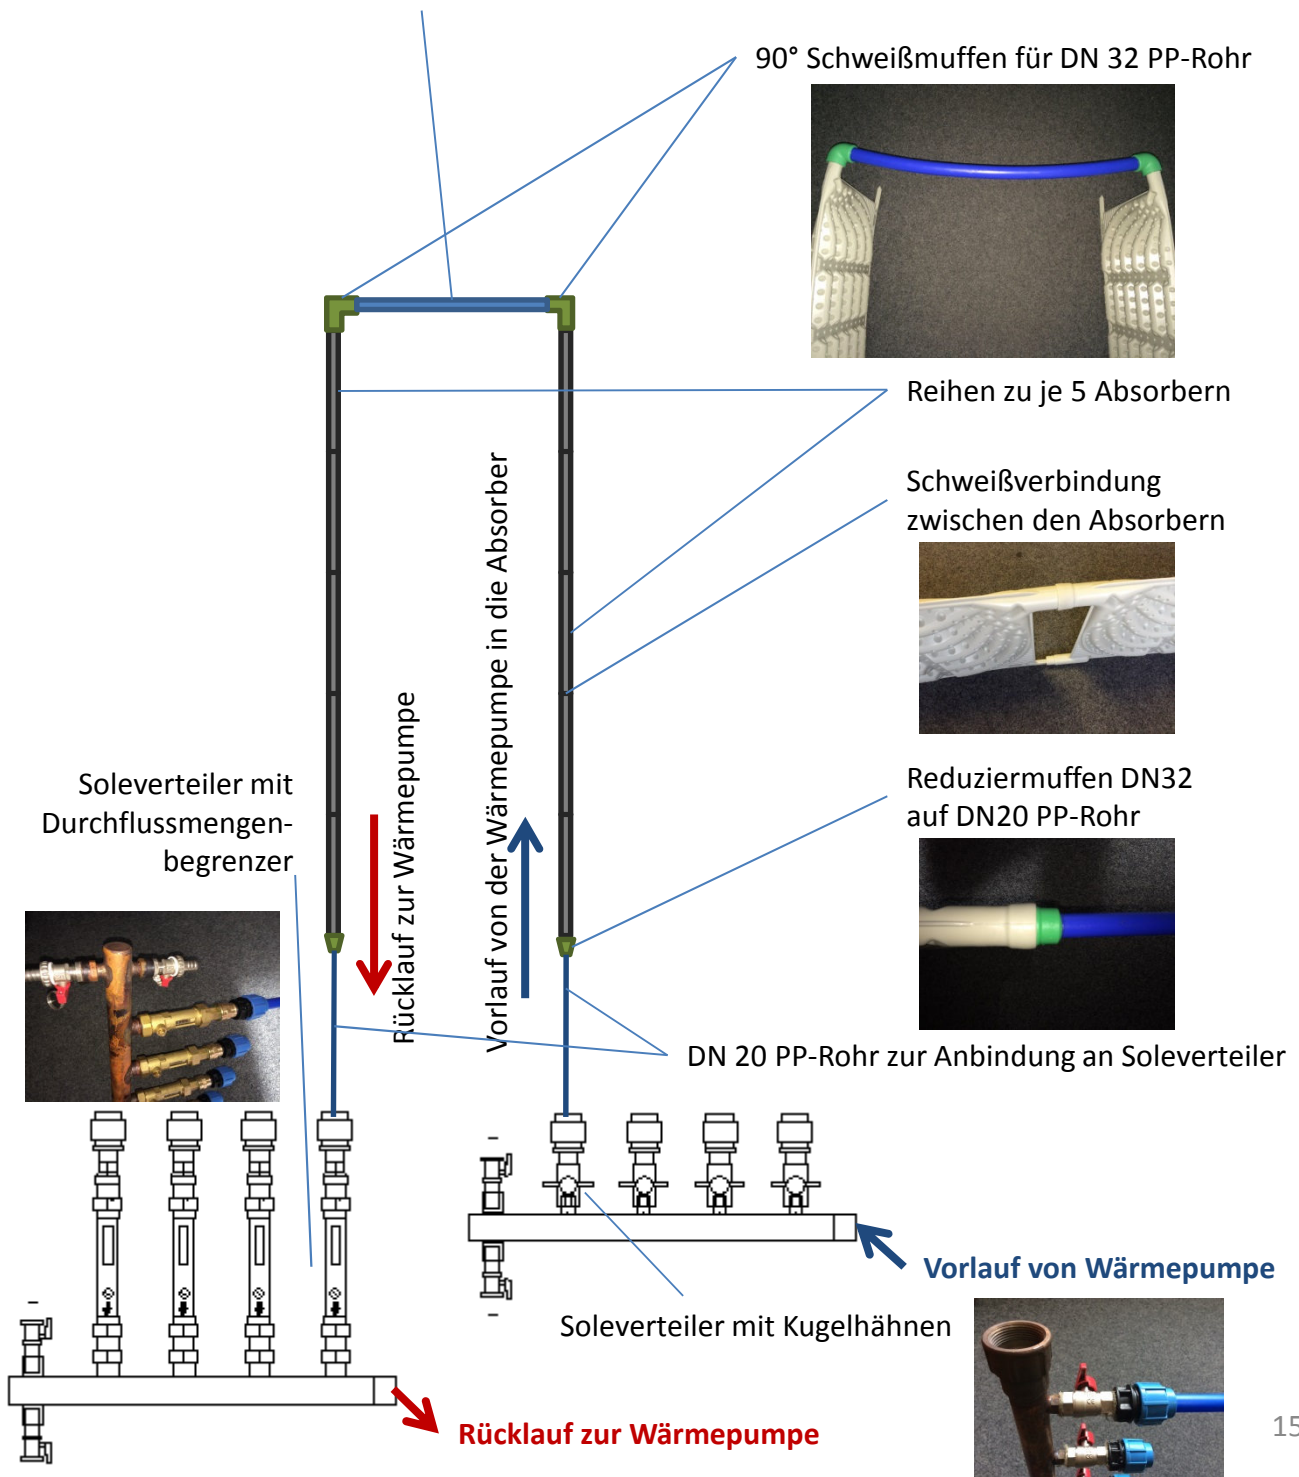 90° Schweißmuffen für DN 32 PP-Rohr
Reihen zu je 5 Absorbern
Schweißverbindung
zwischen den Absorbern
Vorlauf von der Wärmepumpe in die Absorber
Rücklauf zur Wärmepumpe
Soleverteiler mit
Durchflussmengen-
begrenzer
Reduziermuffen DN32
auf DN20 PP-Rohr
DN 20 PP-Rohr zur Anbindung an Soleverteiler
Vorlauf von Wärmepumpe
Soleverteiler mit Kugelhähnen
Rücklauf zur Wärmepumpe
15